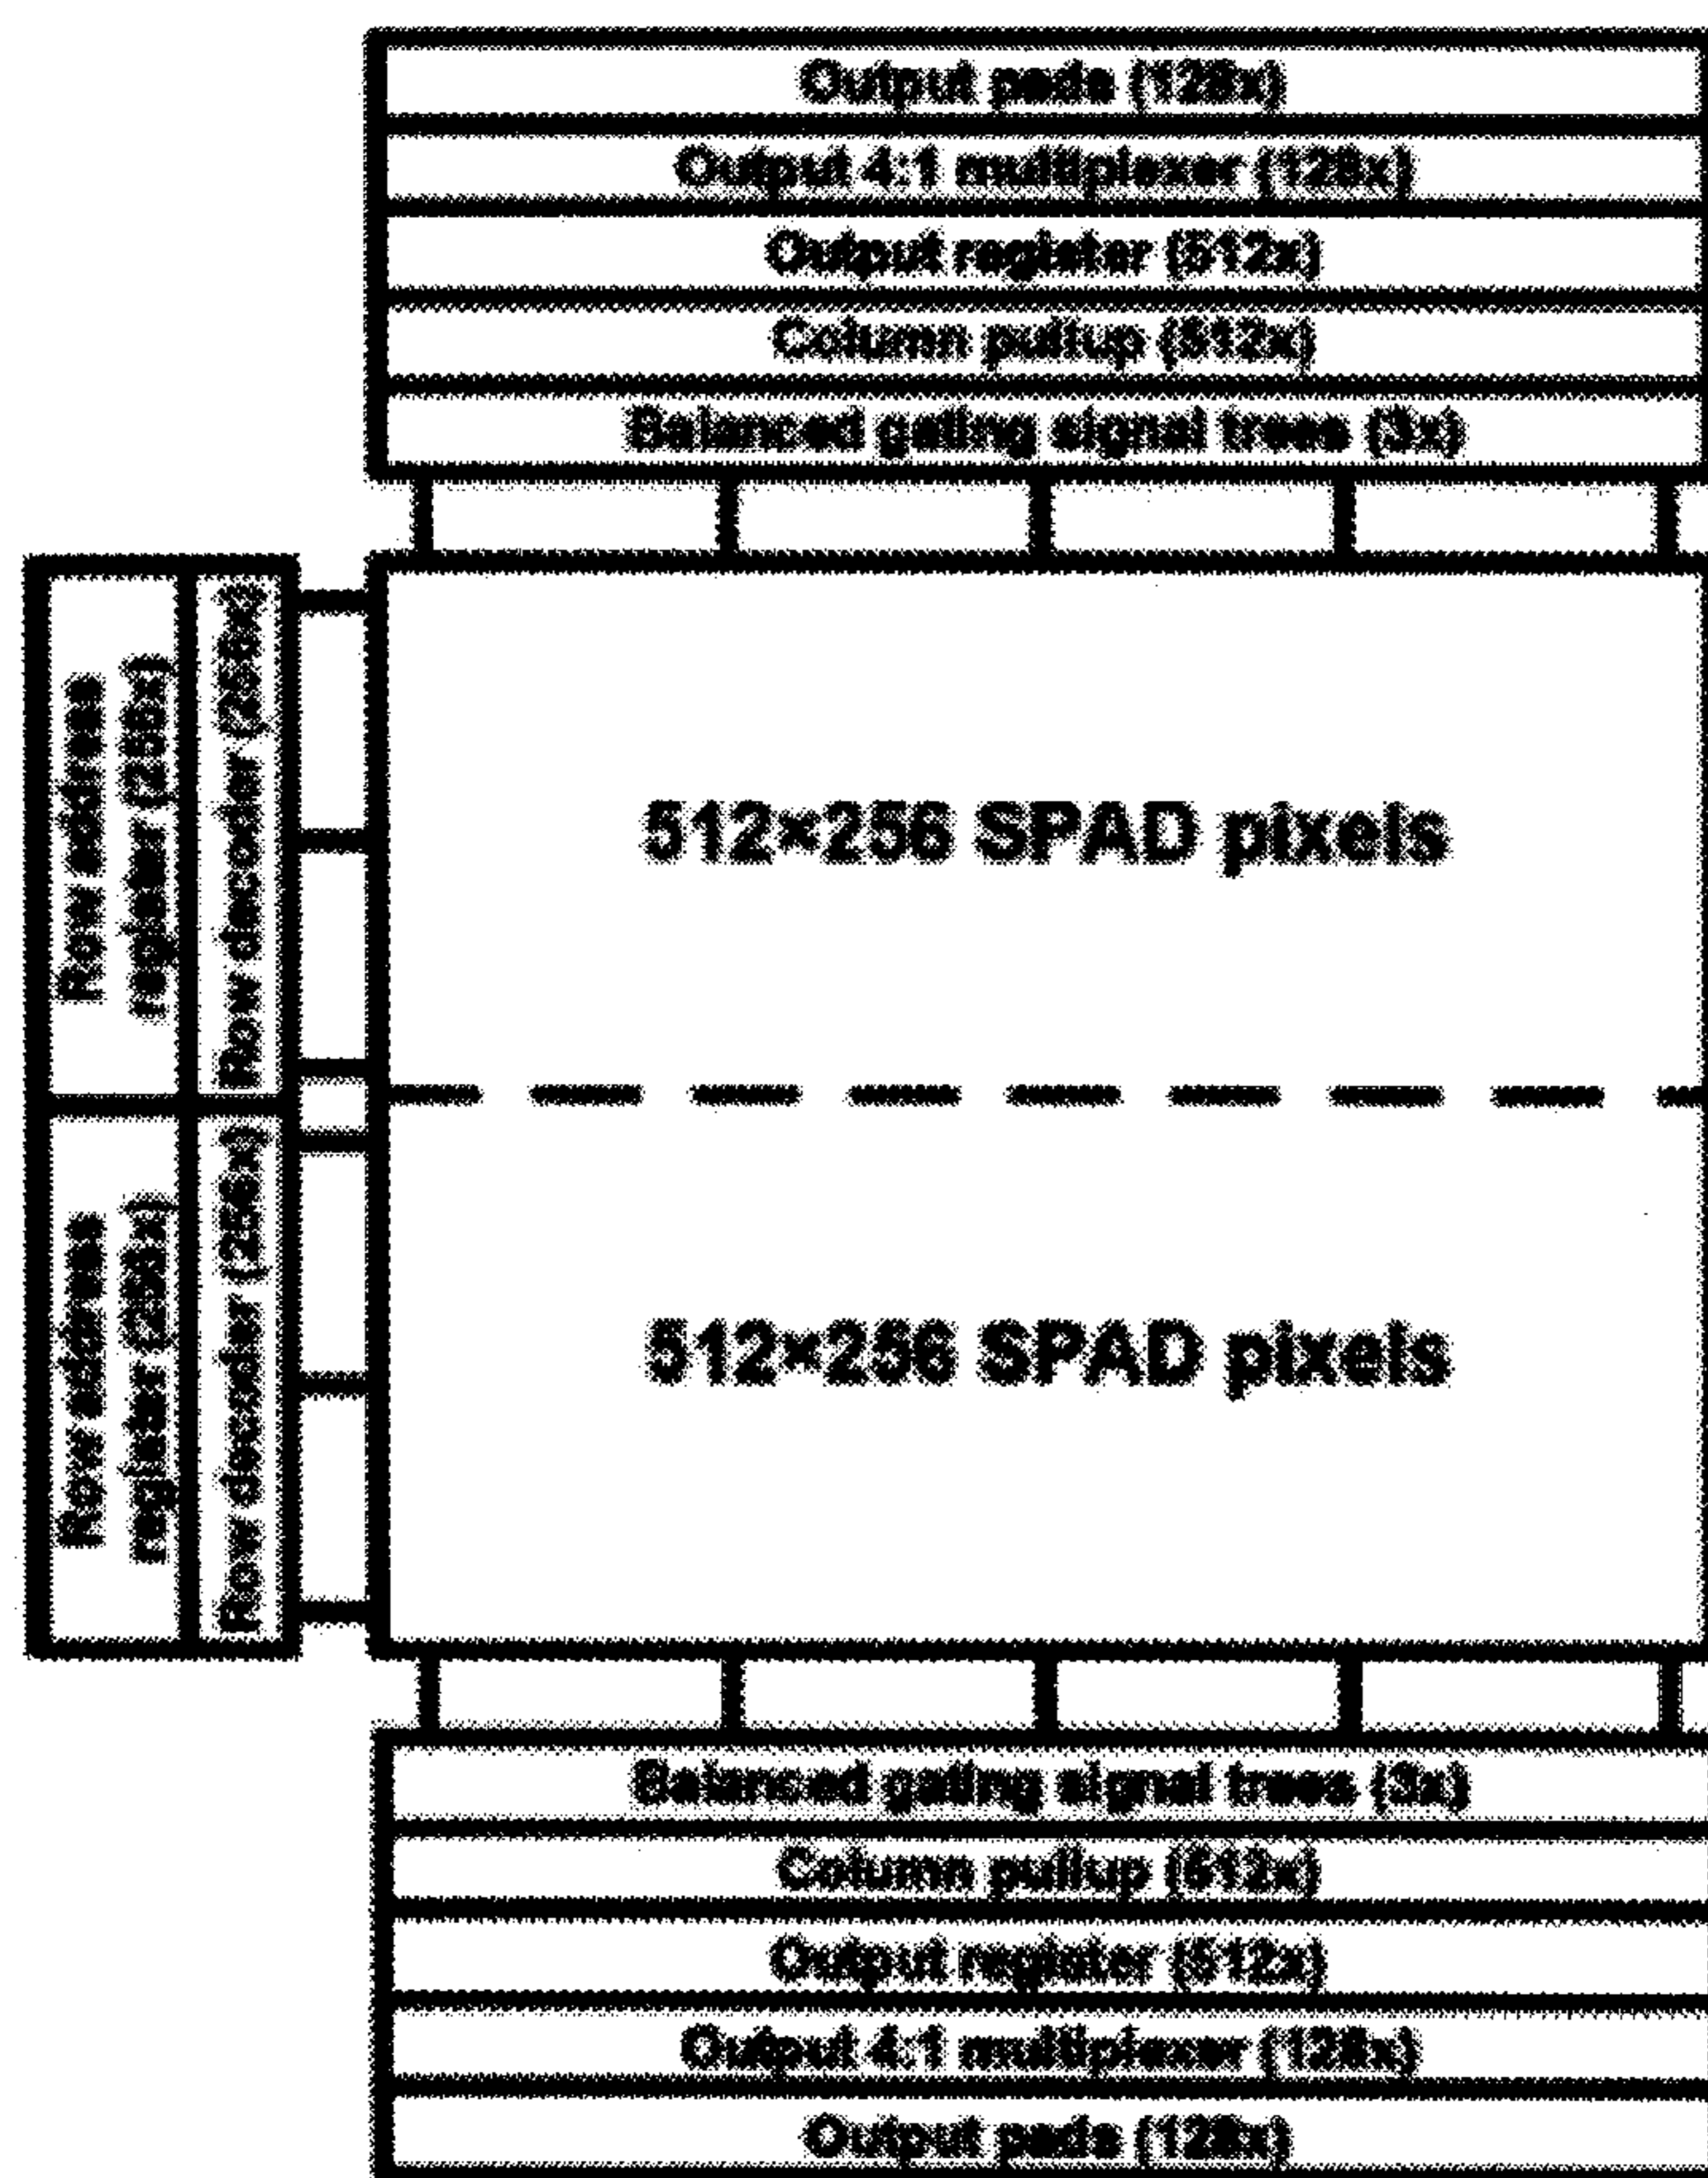 Output pads (128x)
Output 4:1 multiplexer (128x)
Output register (512x)
Column pullup (512x)
Balanced gating signal trees (3x)
Row address
register (256x)
Row decoder (256x)
512×256 SPAD pixels
Row address
register (256x)
Row decoder (256x)
512×256 SPAD pixels
Balanced gating signal trees (3x)
Column pullup (512x)
Output register (512x)
Output 4:1 multiplexer (128x)
Output pads (128x)